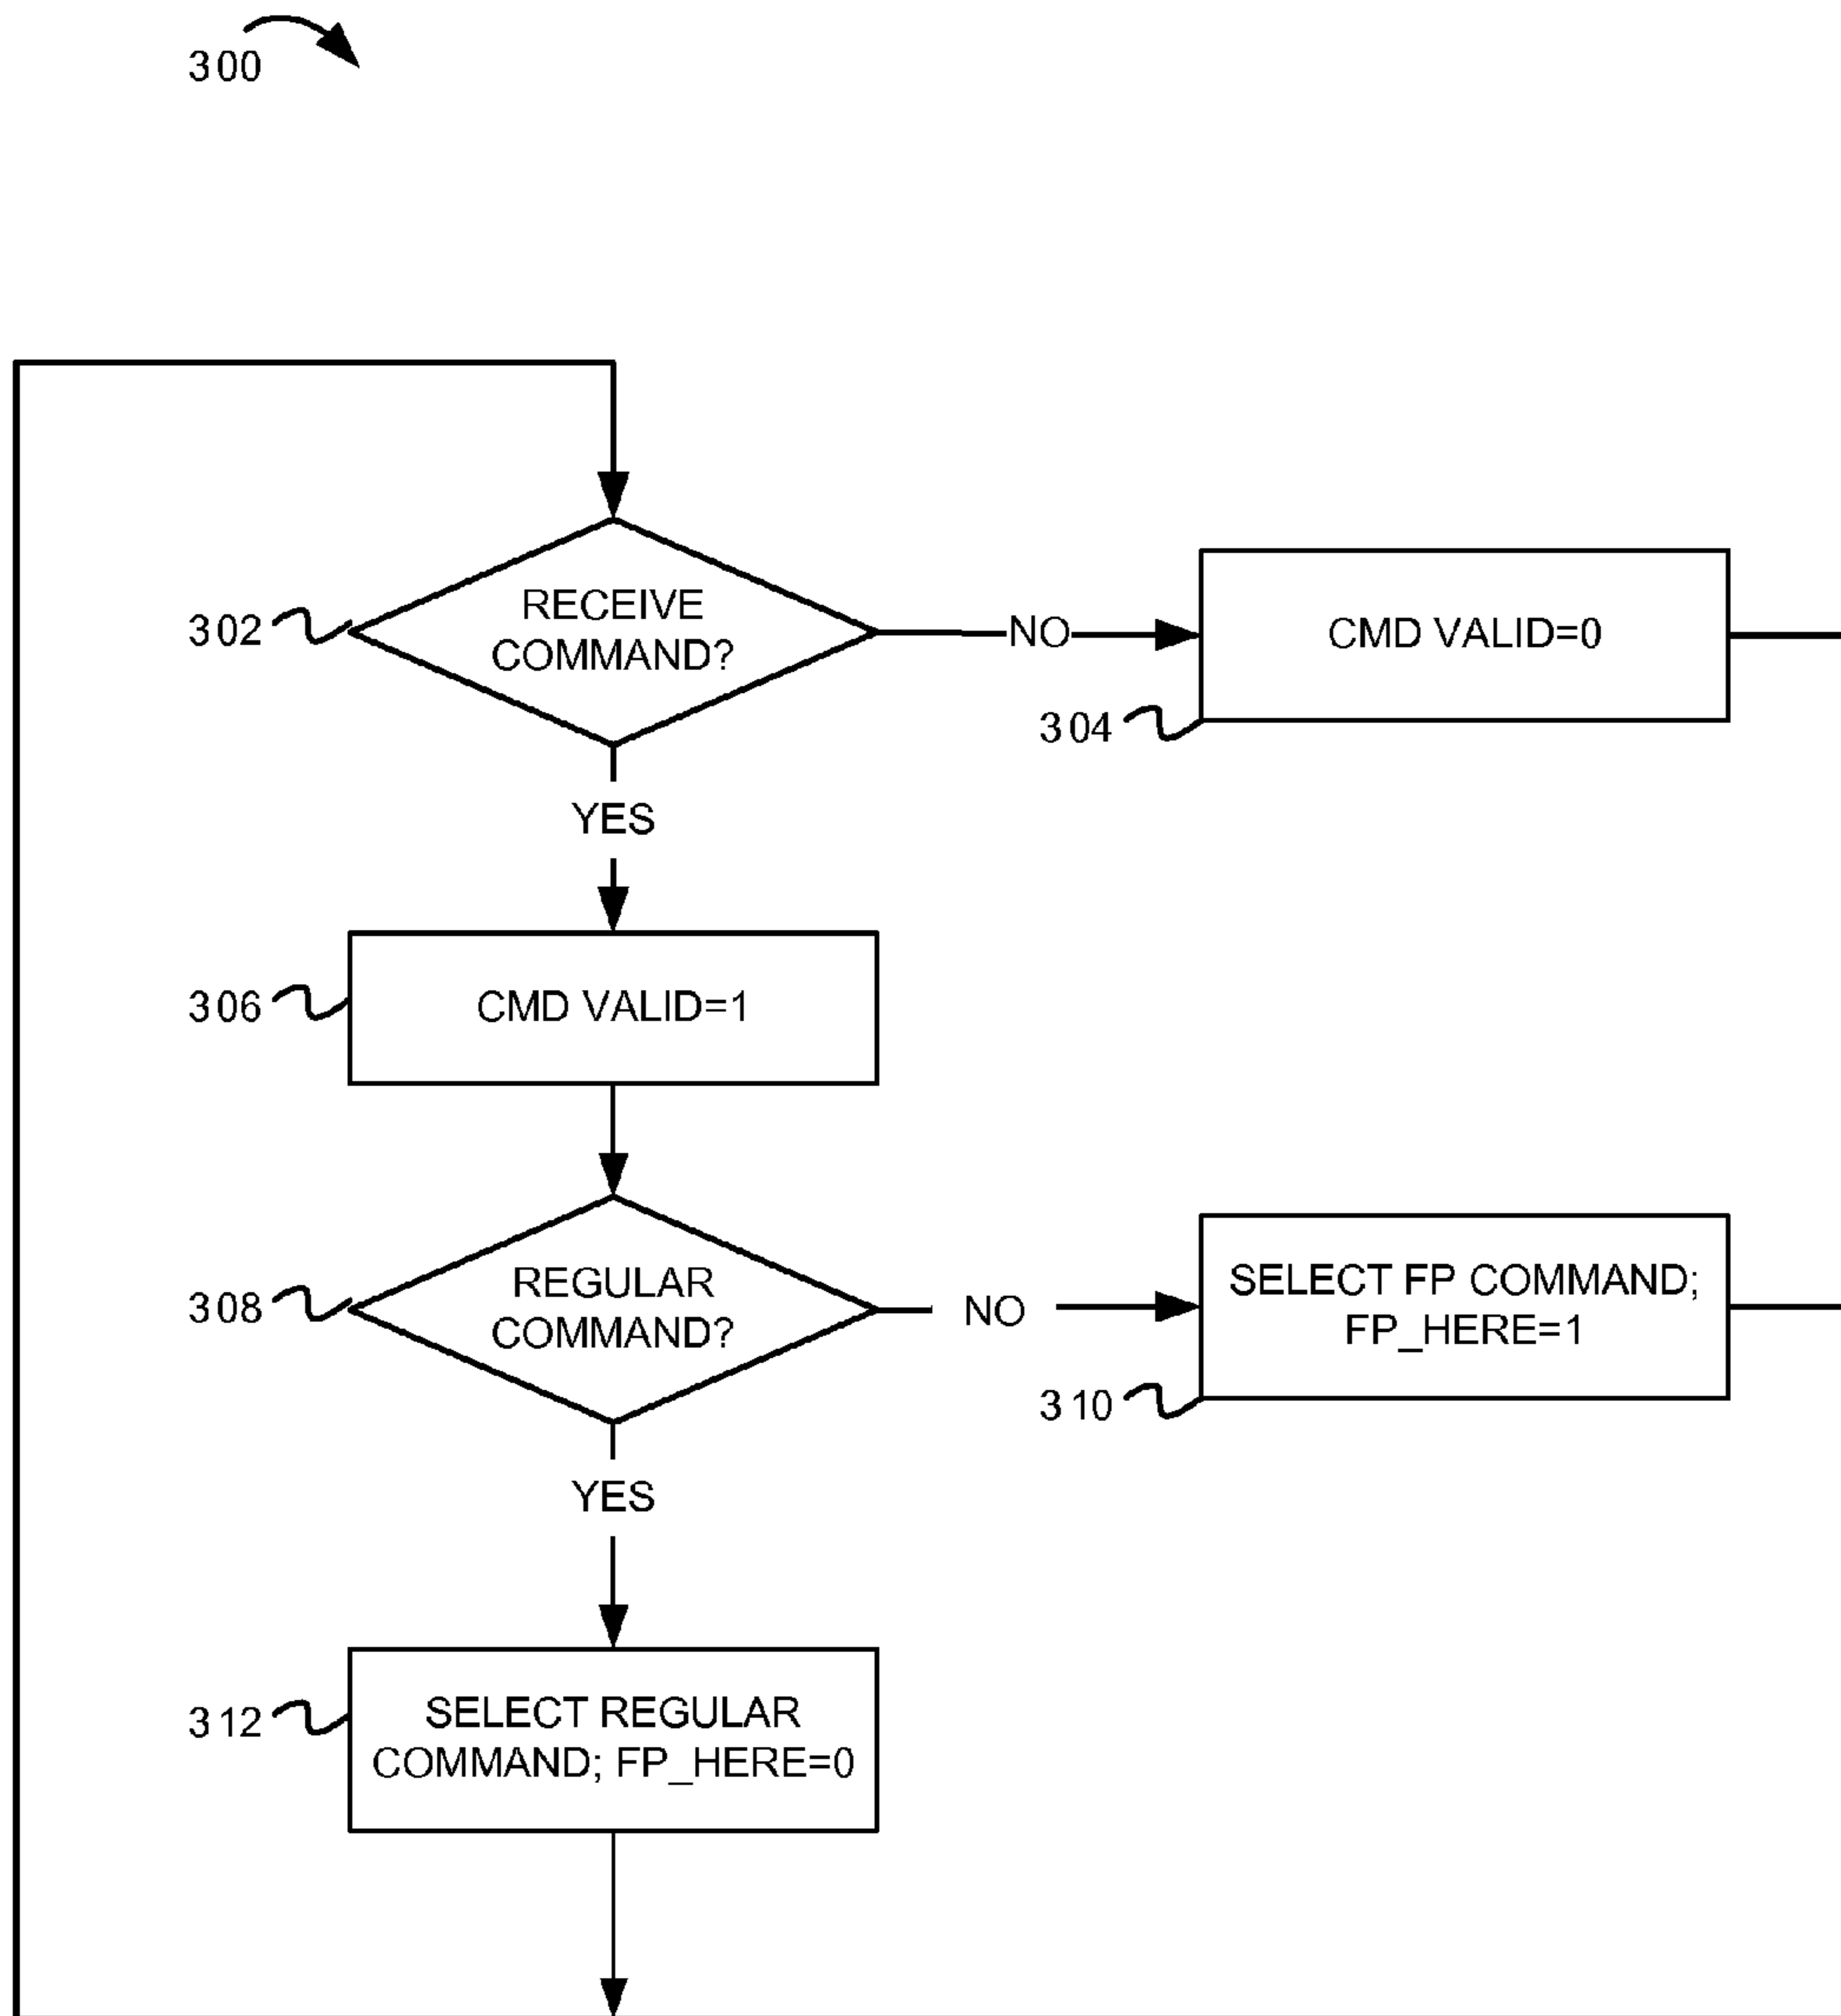 300
302
RECEIVE
COMMAND?
NO
CMD VALID=0
304
YES
306
CMD VALID=1
308
REGULAR
COMMAND?
NO
SELECT FP COMMAND;
FP_HERE=1
310
YES
312
SELECT REGULAR
COMMAND; FP_HERE=0